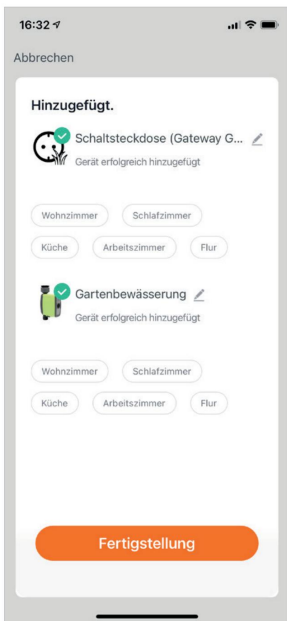 16:32
Abbrechen
Hinzugefügt.
Schaltsteckdose (Gateway G...
Gerät erfolgreich hinzugefügt
Wohnzimmer Schlafzimmer
Küche Arbeitszimmer Flur
Gartenbewässerung
Gerät erfolgreich hinzugefügt
Wohnzimmer Schlafzimmer
Küche Arbeitszimmer Flur
Fertigstellung